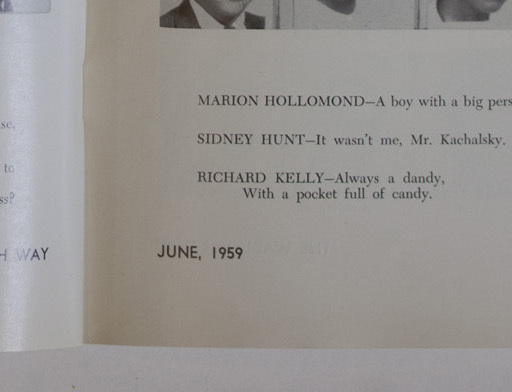 se,
to
ss?
H WAY
MARION HOLLOMOND—A boy with a big pers
SIDNEY HUNT—It wasn't me, Mr. Kachalsky.
RICHARD KELLY—Always a dandy,
With a pocket full of candy.
JUNE, 1959